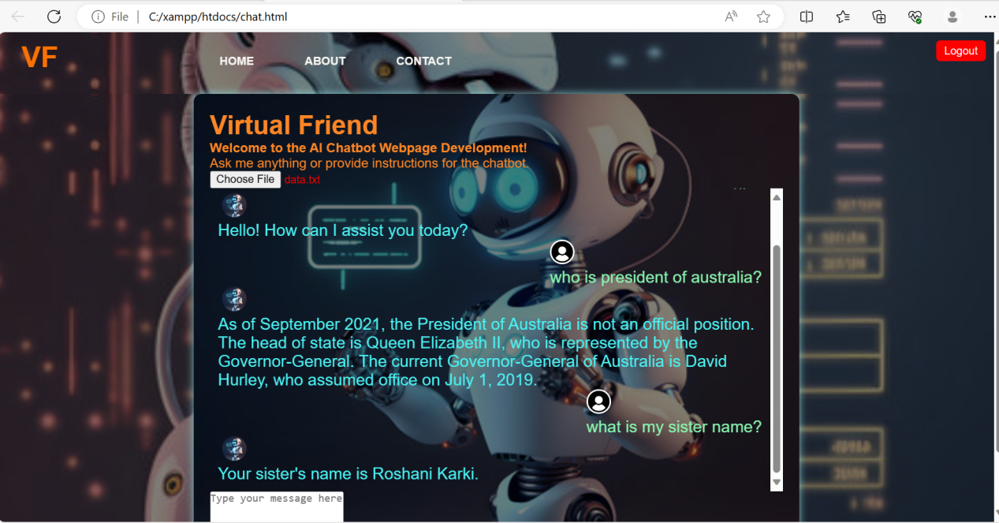 File
C:/xampp/htdocs/chat.html
VF
HOME ABOUT CONTACT
Logout
Virtual Friend
Welcome to the AI Chatbot Webpage Development!
Ask me anything or provide instructions for the chatbot.
Choose File data.txt
Hello! How can I assist you today?
who is president of australia?
As of September 2021, the President of Australia is not an official position.
The head of state is Queen Elizabeth II, who is represented by the
Governor-General. The current Governor-General of Australia is David
Hurley, who assumed office on July 1, 2019.
what is my sister name?
Your sister's name is Roshani Karki.
Type your message here